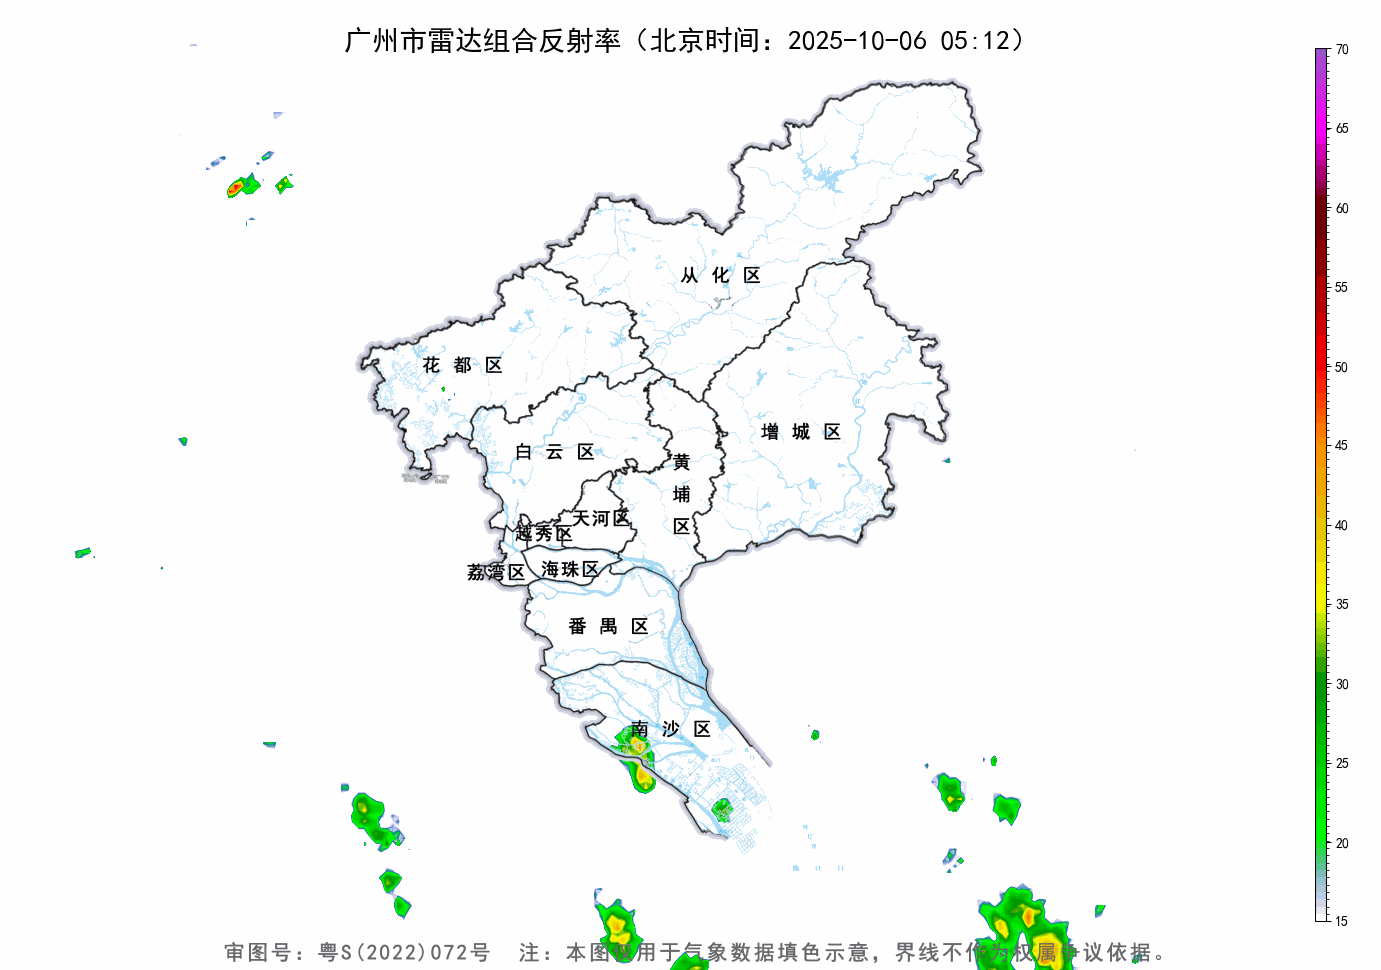 广州市雷达组合反射率（北京时间：2025-10-06 05:12）
70
65
60
55
50
45
40
35
30
25
20
15
从化区
花都区
增城区
白云区
黄埔区
天河区
越秀区
荔湾区
海珠区
番禺区
南沙区
审图号：粤S(2022)072号 注：本图仅用于气象数据填色示意，界线不作为权属争议依据。